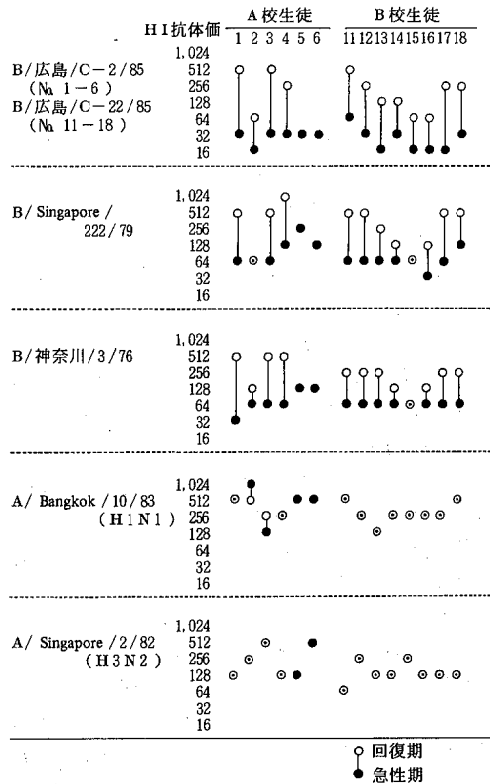 A校生徒 B校生徒
HI抗体価 1 2 3 4 5 6 11 12 13 14 15 16 17 18
1,024
B/広島/C-2/85 512
(№ 1-6) 256
B/広島/C-22/85 128
(№ 11-18) 64
32
16
1,024
B/Singapore/ 512
222/79 256
128
64
32
16
1,024
B/神奈川/3/76 512
256
128
64
32
16
1,024
A/Bangkok/10/83 512
(H1N1) 256
128
64
32
16
1,024
A/Singapore/2/82 512
(H3N2) 256
128
64
32
16
回復期
急性期